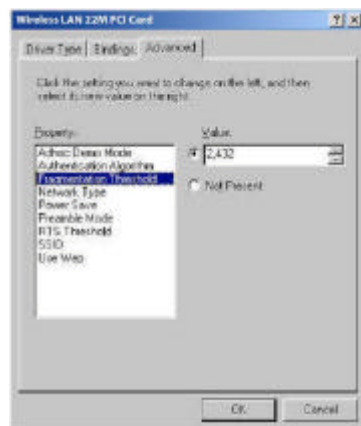 Wireless LAN 22M PCI Card
Driver Type Bindings Advanced
Click the setting you want to change on the left, and then
select its new value on the right.
Property: Value:
Adhoc Demo Mode
Authentication Algorithm
Fragmentation Threshold
Network Type
Power Save
Preamble Mode
RTS Threshold
SSID
Use Wep
2,432
Not Present
OK Cancel